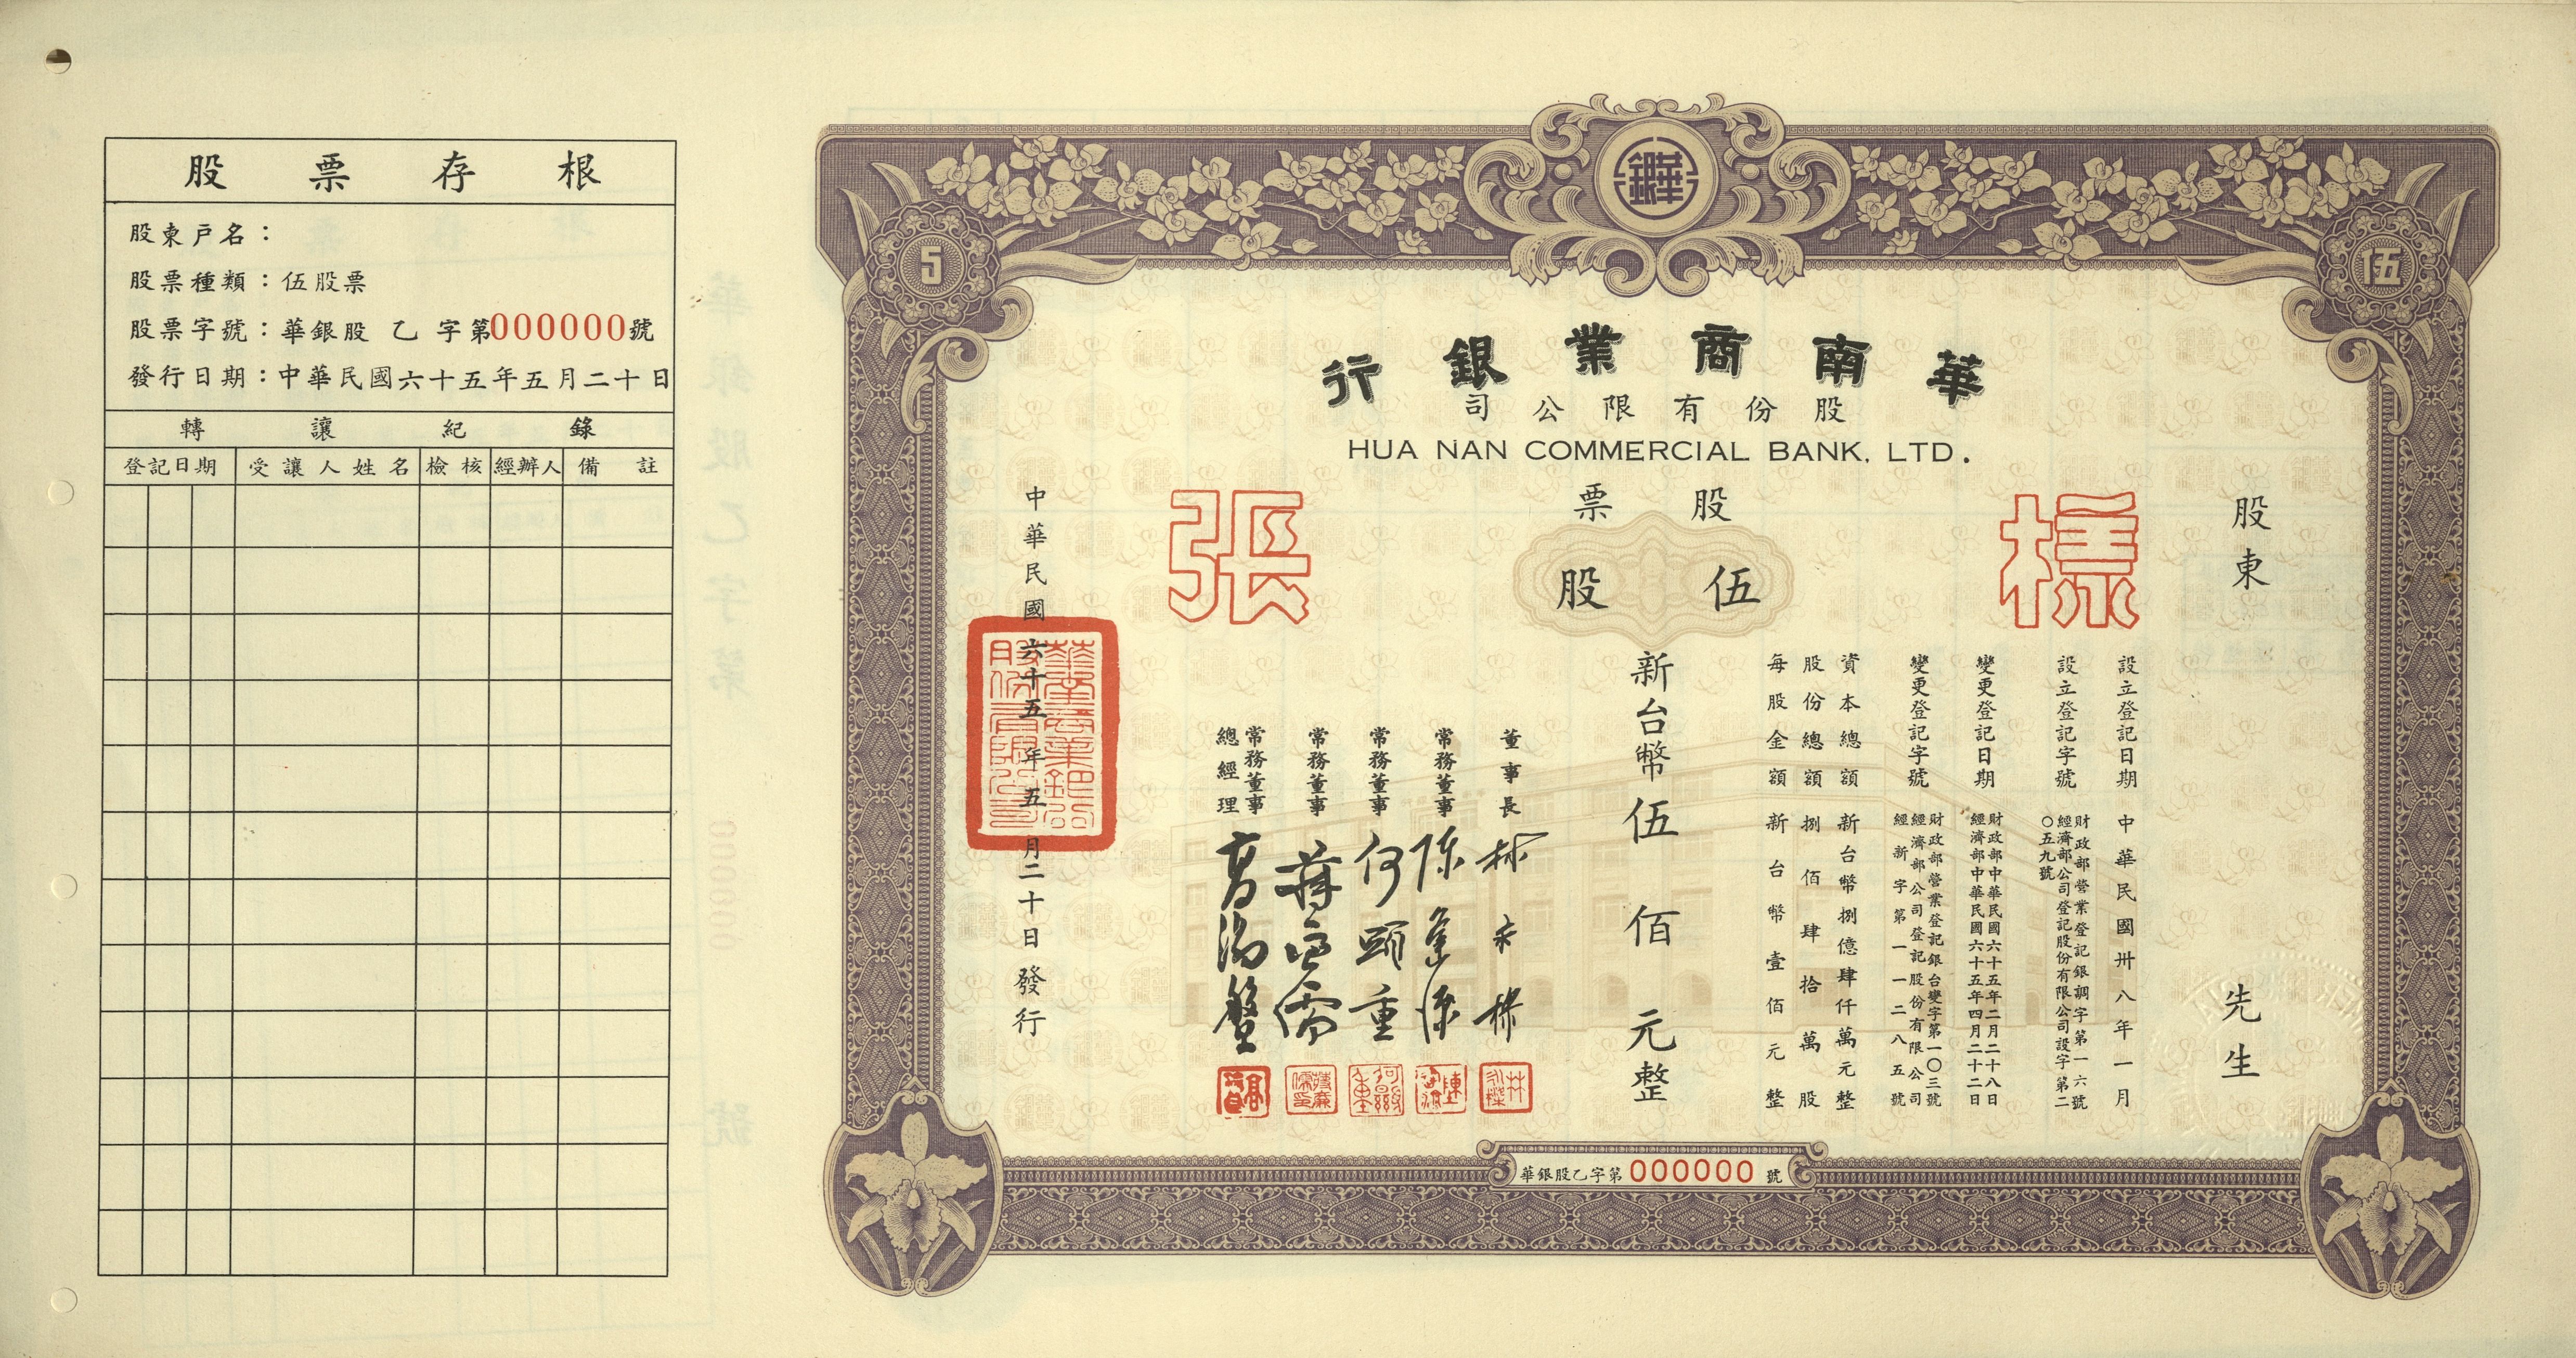 股票存根
股東戶名：
股票種類：伍股票
股票字號：華銀股 乙 字第000000號
發行日期：中華民國六十五年五月二十日
轉讓紀錄
登記日期 受讓人姓名 檢核 經辦人 備註
5
伍
華南商業銀行
股份有限公司
HUA NAN COMMERCIAL BANK, LTD.
股票
伍股
樣張
股東
先生
設立登記日期 中華民國卅八年一月
設立登記字號 財政部營業登記銀調字第一六號
經濟部公司登記股份有限公司設字第二
〇五九號
變更登記日期 財政部中華民國六十五年二月二十八日
經濟部中華民國六十五年四月二十二日
變更登記字號 財政部營業登記銀台變字第一〇三號
經濟部公司登記股份有限公司
經新字第一一二八五號
資本總額 新台幣捌億肆仟萬元整
股份總額 捌佰肆拾萬股
每股金額 新台幣壹佰元整
新台幣伍佰元整
董事長 林永樑
常務董事
常務董事 何顯重
常務董事
常務董事
總經理 高湯盤
中華民國六十五年五月二十日發行
華銀股乙字第000000號